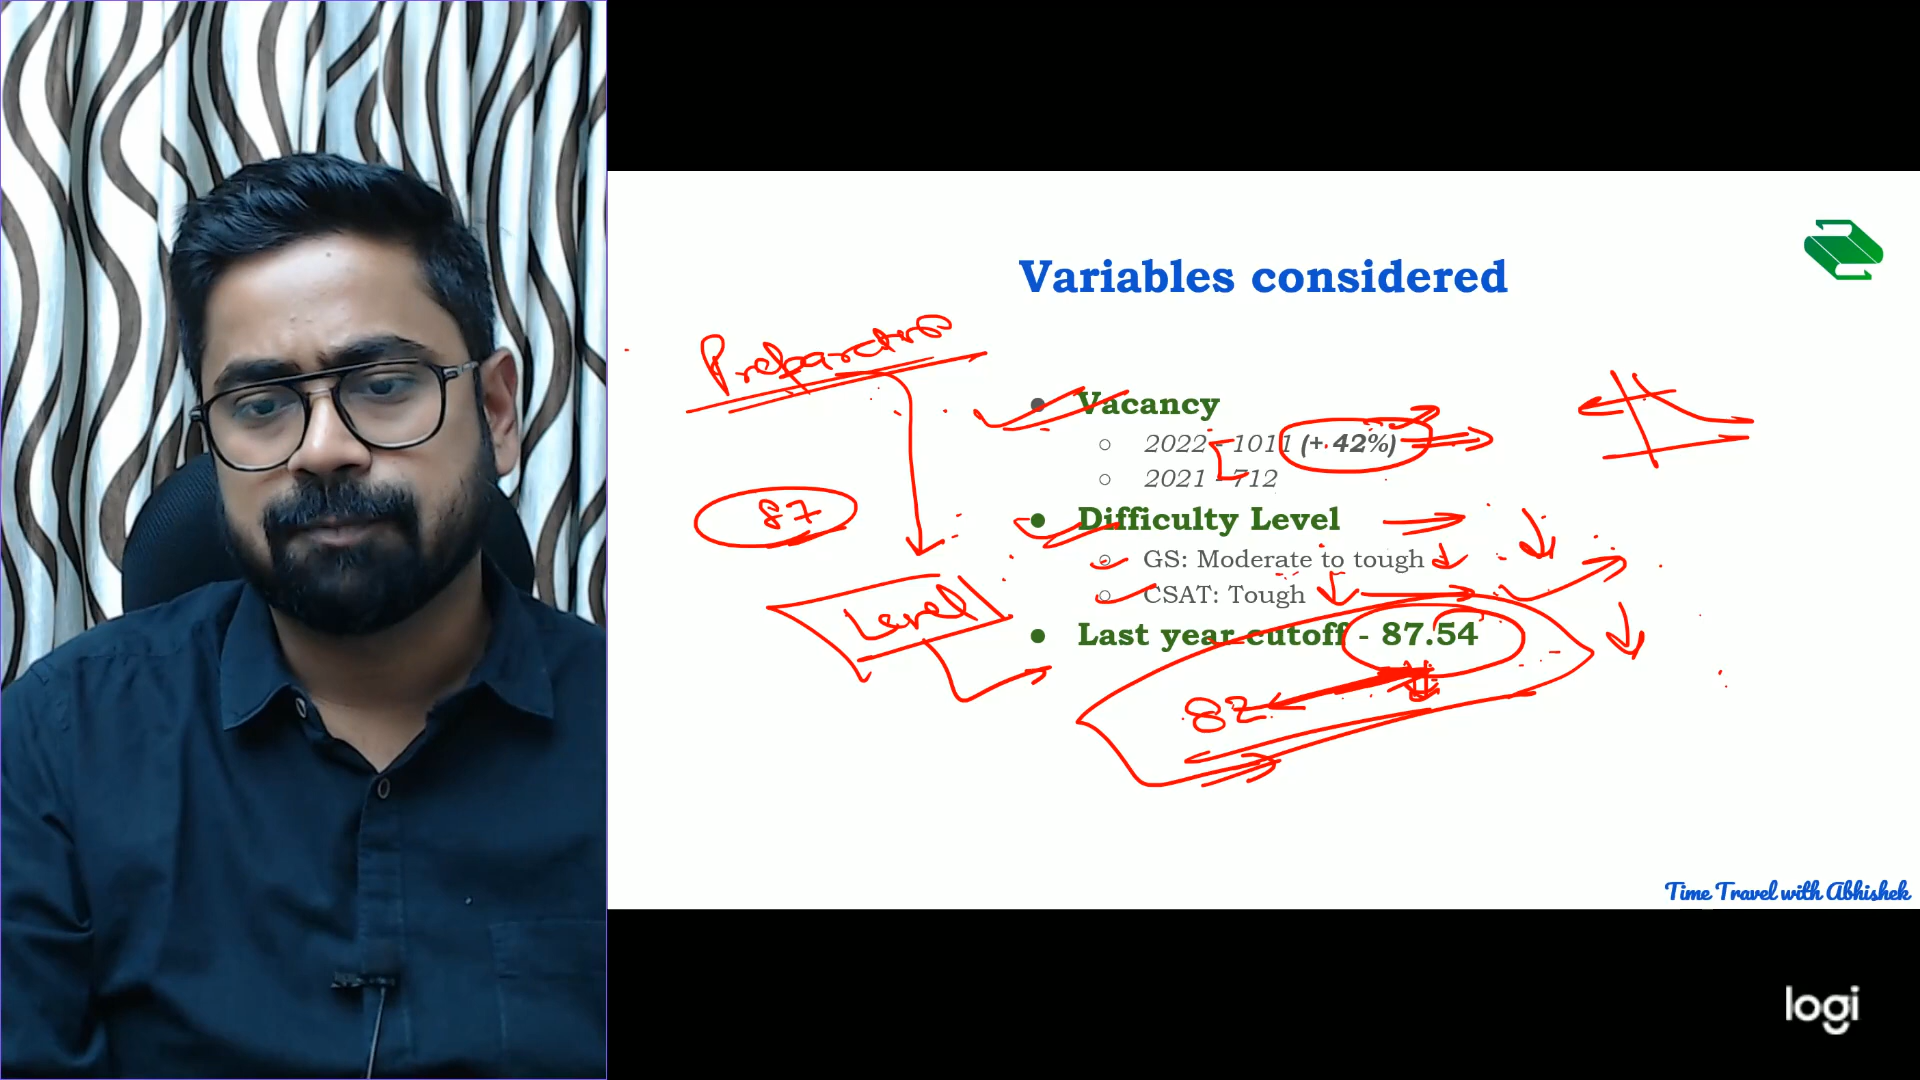 Variables considered
Preparation
● Vacancy
○ 2022 - 1011 (+ 42%)
○ 2021 - 712
87
● Difficulty Level
○ GS: Moderate to tough
○ CSAT: Tough
Level
● Last year cutoff - 87.54
82
Time Travel with Abhishek
logi